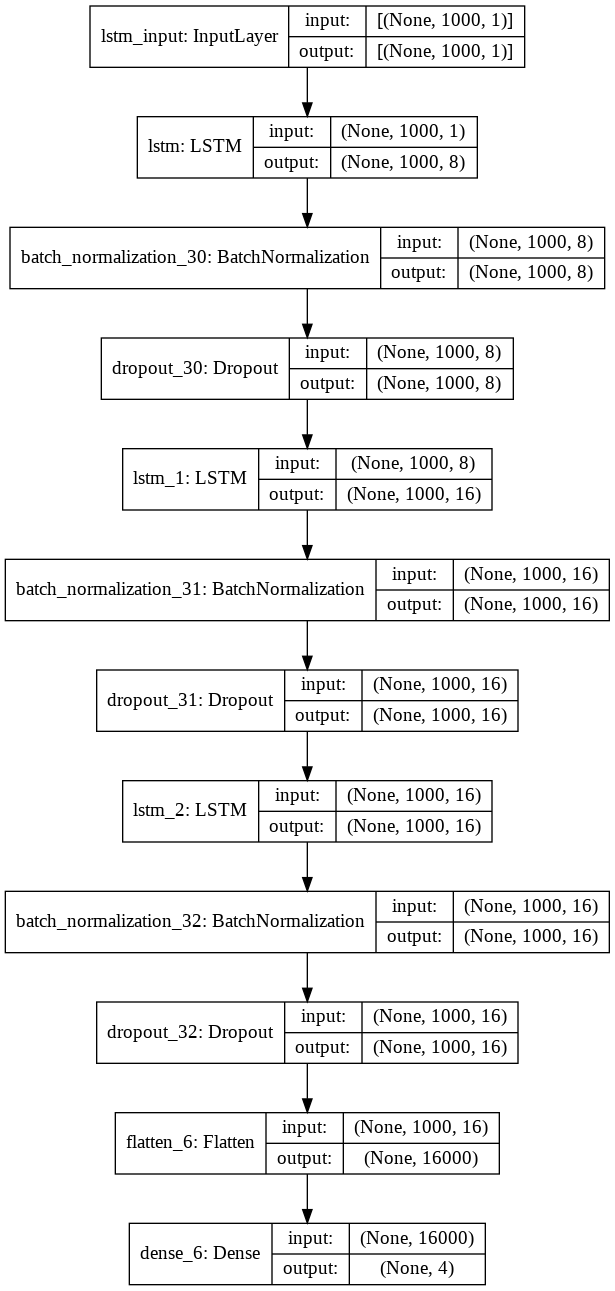 lstm_input: InputLayer
input: [(None, 1000, 1)]
output: [(None, 1000, 1)]
lstm: LSTM
input: (None, 1000, 1)
output: (None, 1000, 8)
batch_normalization_30: BatchNormalization
input: (None, 1000, 8)
output: (None, 1000, 8)
dropout_30: Dropout
input: (None, 1000, 8)
output: (None, 1000, 8)
lstm_1: LSTM
input: (None, 1000, 8)
output: (None, 1000, 16)
batch_normalization_31: BatchNormalization
input: (None, 1000, 16)
output: (None, 1000, 16)
dropout_31: Dropout
input: (None, 1000, 16)
output: (None, 1000, 16)
lstm_2: LSTM
input: (None, 1000, 16)
output: (None, 1000, 16)
batch_normalization_32: BatchNormalization
input: (None, 1000, 16)
output: (None, 1000, 16)
dropout_32: Dropout
input: (None, 1000, 16)
output: (None, 1000, 16)
flatten_6: Flatten
input: (None, 1000, 16)
output: (None, 16000)
dense_6: Dense
input: (None, 16000)
output: (None, 4)